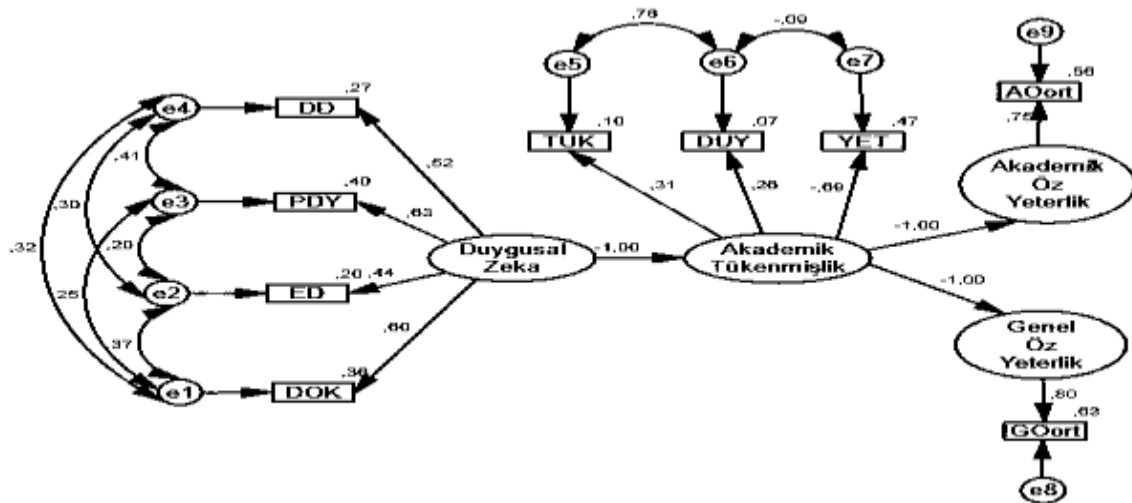 e9
,78
-,09
e5
e6
e7
,56
AOort
,27
e4
DD
,10
,07
,47
,75
TUK
DUY
YET
,41
,52
Akademik
Öz
Yeterlik
,40
,31
,26
-,69
,30
e3
PDY
,63
-1,00
,32
,20
Duygusal
Zeka
-1,00
Akademik
Tükenmişlik
,20
,44
-1,00
,25
e2
ED
Genel
Öz
Yeterlik
,37
,60
,36
e1
DOK
,80
,63
GOort
e8